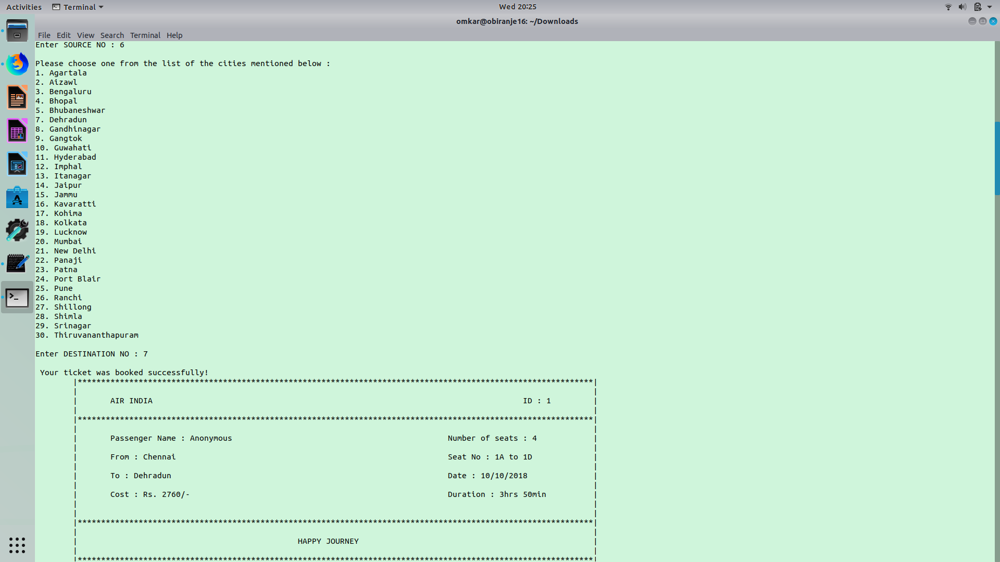 Activities Terminal Wed 20:25
omkar@obiranje16: ~/Downloads
File Edit View Search Terminal Help
Enter SOURCE NO : 6
Please choose one from the list of the cities mentioned below :
1. Agartala
2. Aizawl
3. Bengaluru
4. Bhopal
5. Bhubaneshwar
7. Dehradun
8. Gandhinagar
9. Gangtok
10. Guwahati
11. Hyderabad
12. Imphal
13. Itanagar
14. Jaipur
15. Jammu
16. Kavaratti
17. Kohima
18. Kolkata
19. Lucknow
20. Mumbai
21. New Delhi
22. Panaji
23. Patna
24. Port Blair
25. Pune
26. Ranchi
27. Shillong
28. Shimla
29. Srinagar
30. Thiruvananthapuram
Enter DESTINATION NO : 7
Your ticket was booked successfully!
|**************************************************************************************************************|
| |
| AIR INDIA ID : 1 |
| |
|**************************************************************************************************************|
| |
| Passenger Name : Anonymous Number of seats : 4 |
| |
| From : Chennai Seat No : 1A to 1D |
| |
| To : Dehradun Date : 10/10/2018 |
| |
| Cost : Rs. 2760/- Duration : 3hrs 50min |
| |
| |
|**************************************************************************************************************|
| |
| HAPPY JOURNEY |
| |
|**************************************************************************************************************|